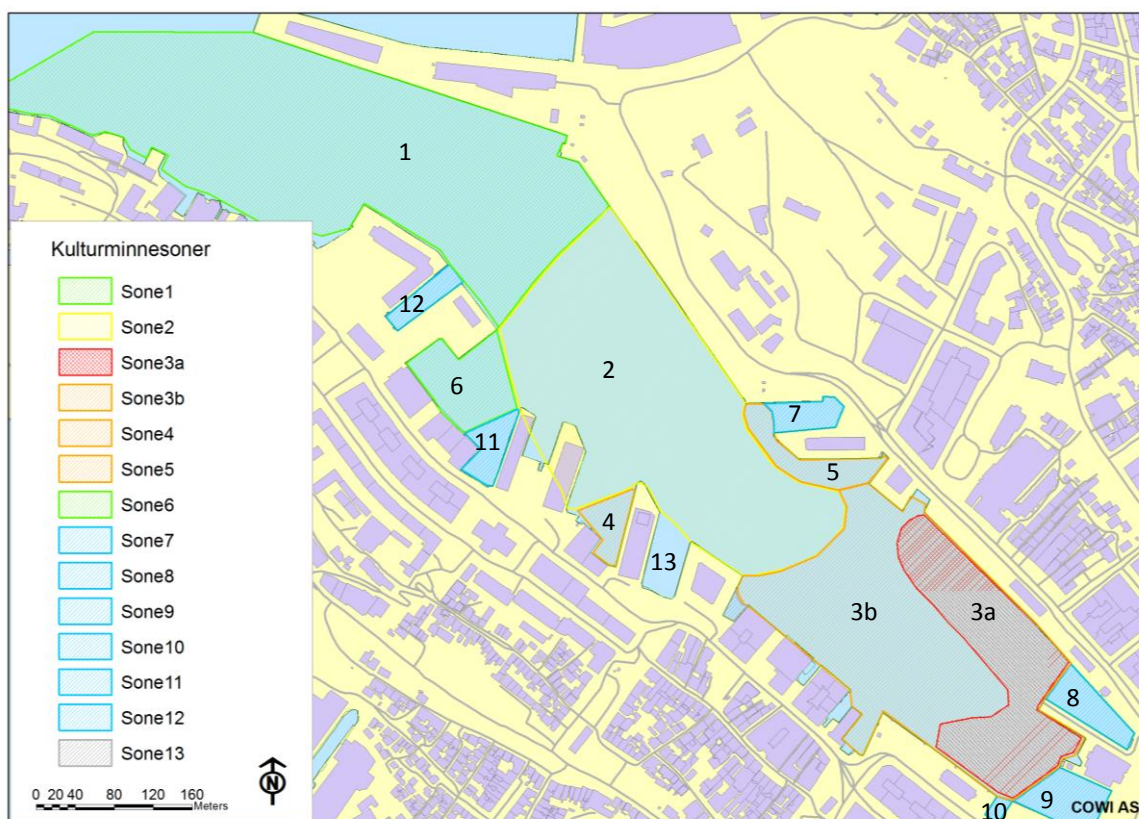 1
12
2
6
7
11
5
4
13
3b
3a
8
9
10
COWI AS
Kulturminnesoner
Sone1
Sone2
Sone3a
Sone3b
Sone4
Sone5
Sone6
Sone7
Sone8
Sone9
Sone10
Sone11
Sone12
Sone13
0 20 40 80 120 160
Meters
N